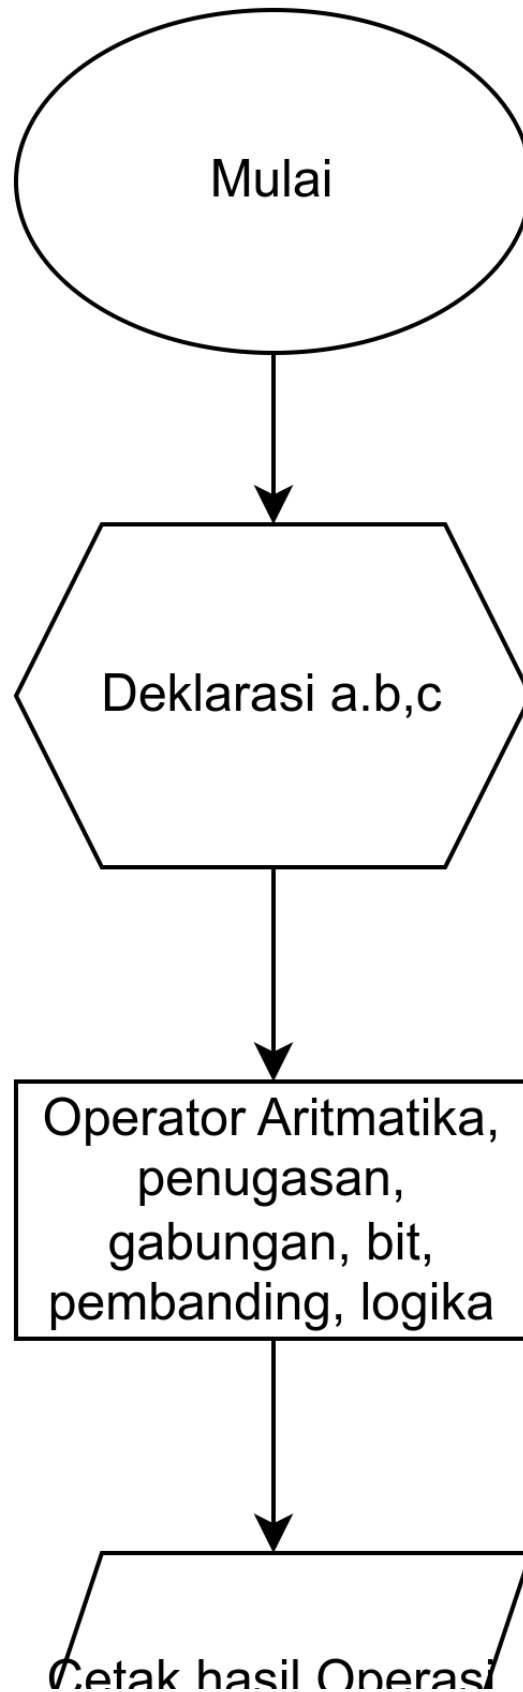 Mulai
Deklarasi a.b,c
Operator Aritmatika,
penugasan,
gabungan, bit,
pembanding, logika
Cetak hasil Operasi